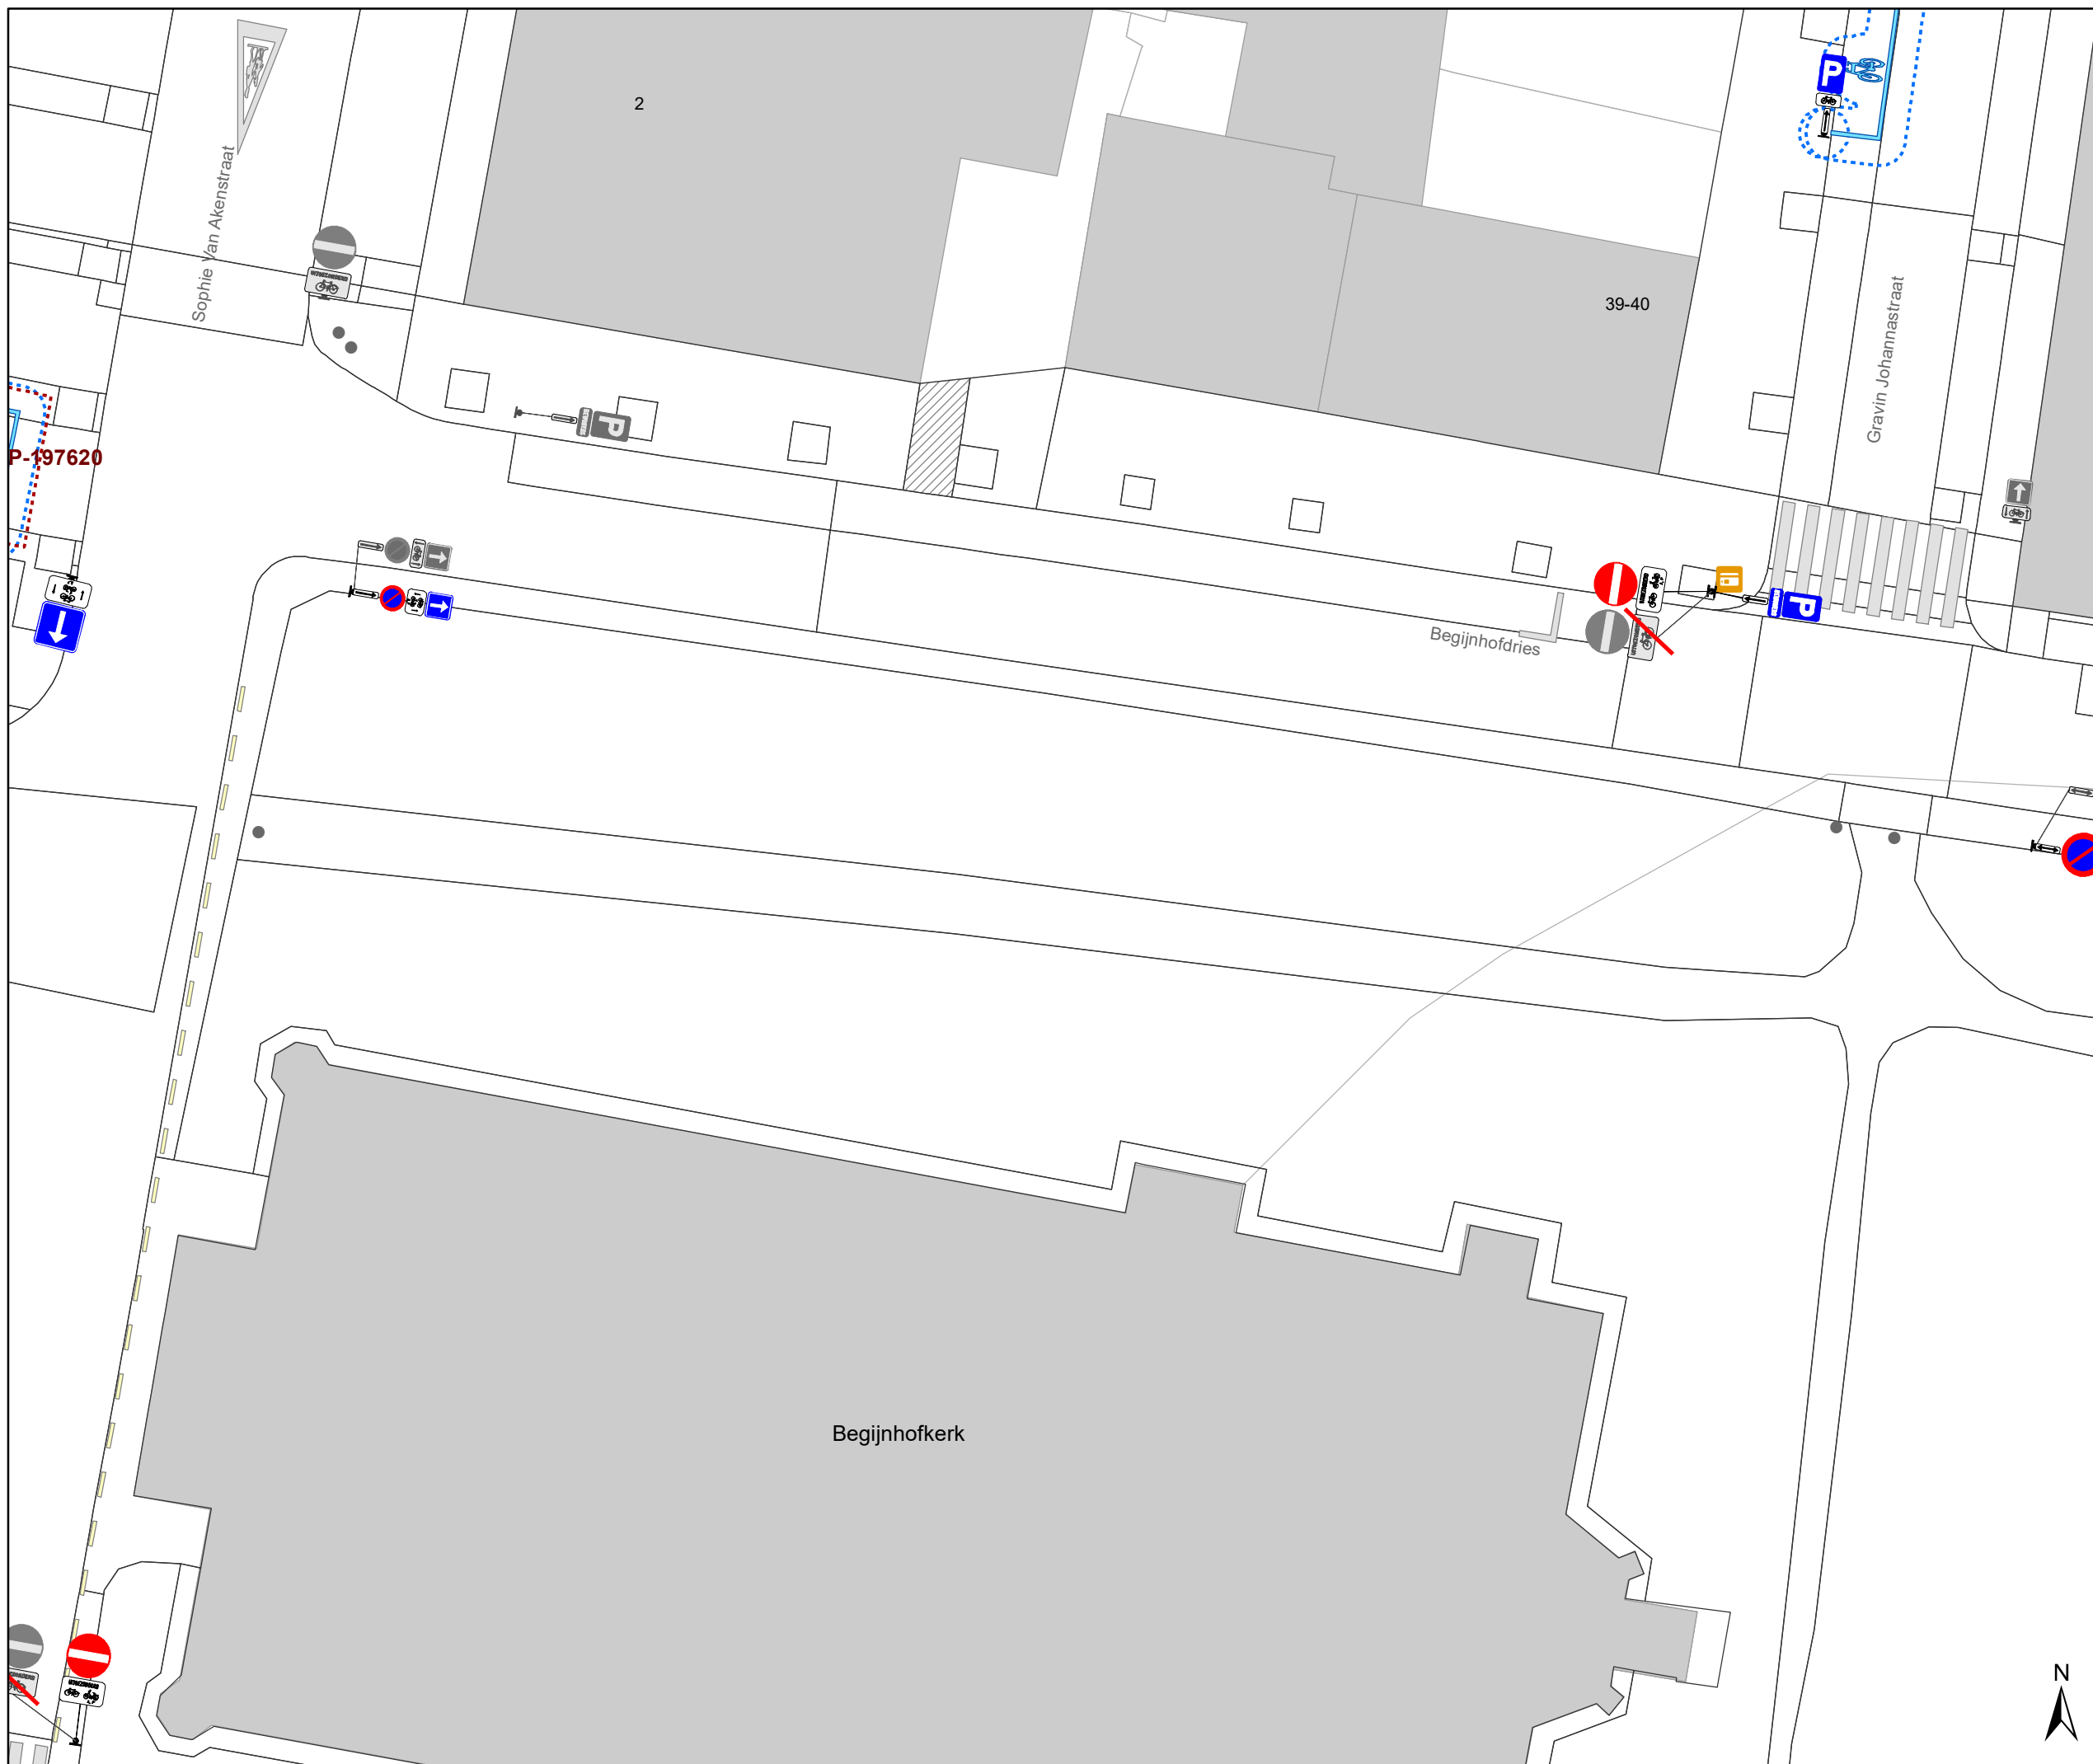 2
P
Sophie Van Akenstraat
39-40
Gravin Johannastraat
P
P-197620
P
Begijnhofdries
Begijnhofkerk
N